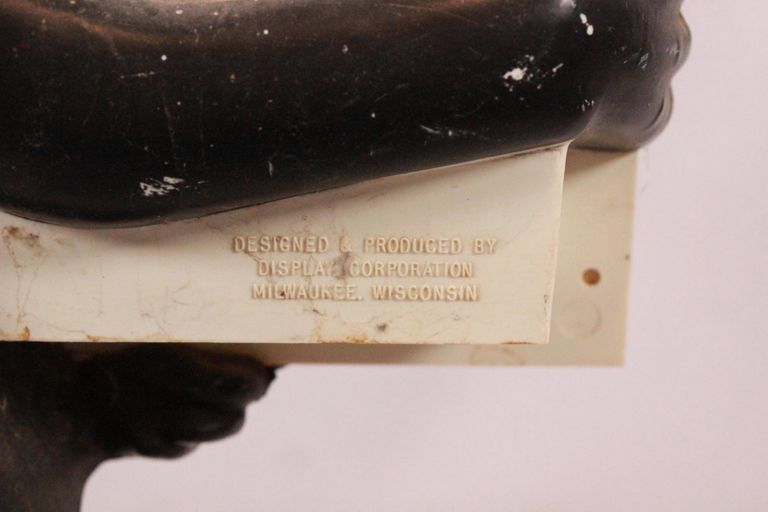 DESIGNED & PRODUCED BY
DISPLAY CORPORATION
MILWAUKEE, WISCONSIN